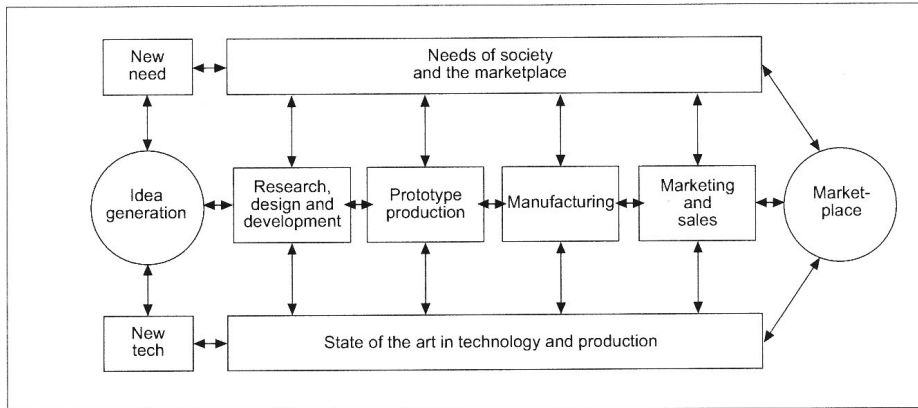 New
need
Needs of society
and the marketplace
Idea
generation
Research,
design and
development
Prototype
production
Manufacturing
Marketing
and
sales
Market-
place
New
tech
State of the art in technology and production